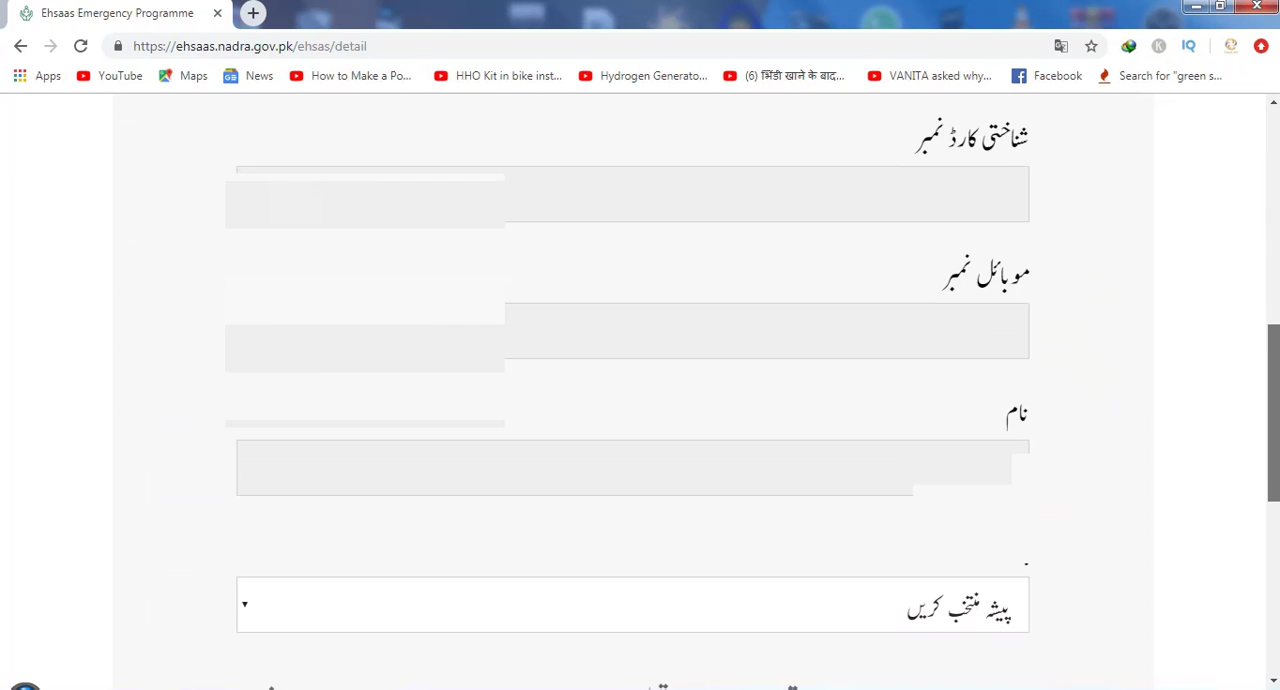 Ehsaas Emergency Programme
https://ehsaas.nadra.gov.pk/ehsas/detail
Apps YouTube Maps News How to Make a Po... HHO Kit in bike inst... Hydrogen Generato... (6) भिंडी खाने के बाद... VANITA asked why... Facebook Search for "green s...
شناختی کارڈ نمبر
موبائل نمبر
نام
پیشہ منتخب کریں